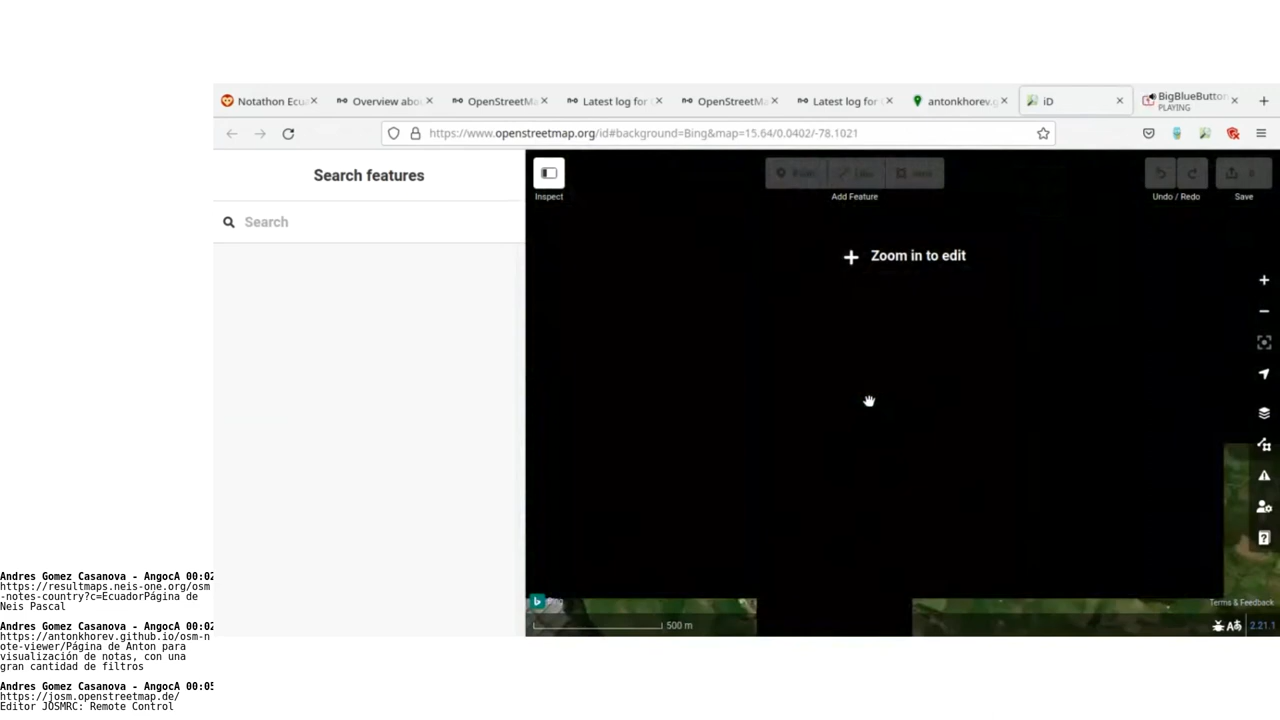 Notathon Ecu
Overview abo
OpenStreetMa
Latest log for
OpenStreetMa
Latest log for
antonkhorev.g
iD
BigBlueButton
PLAYING
https://www.openstreetmap.org/id#background=Bing&map=15.64/0.0402/-78.1021
Search features
Search
Inspect
Add Feature
Undo / Redo
Save
Zoom in to edit
Terms & Feedback
500 m
2.21.1
Andres Gomez Casanova - AngocA 00:02
https://resultmaps.neis-one.org/osm
-notes-country?c=EcuadorPágina de
Neis Pascal
Andres Gomez Casanova - AngocA 00:02
https://antonkhorev.github.io/osm-n
ote-viewer/Página de Anton para
visualización de notas, con una
gran cantidad de filtros
Andres Gomez Casanova - AngocA 00:05
https://josm.openstreetmap.de/
Editor JOSMRC: Remote Control